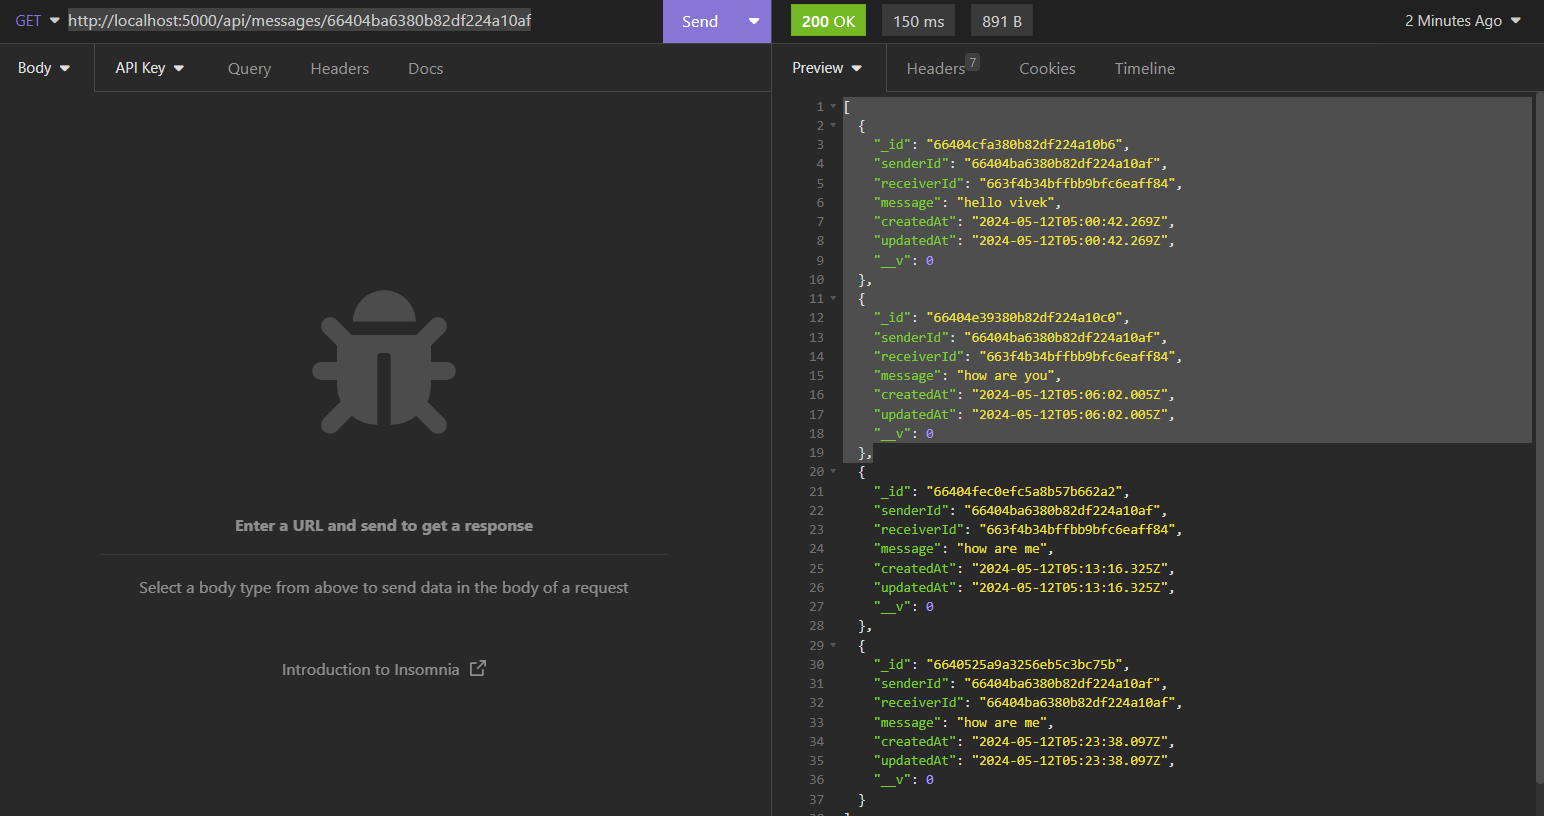 GET http://localhost:5000/api/messages/66404ba6380b82df224a10af Send 200 OK 150 ms 891 B 2 Minutes Ago
Body API Key Query Headers Docs
Enter a URL and send to get a response
Select a body type from above to send data in the body of a request
Introduction to Insomnia
Preview Headers 7 Cookies Timeline
1 [
2 {
3 "_id": "66404cfa380b82df224a10b6",
4 "senderId": "66404ba6380b82df224a10af",
5 "receiverId": "663f4b34bffbb9bfc6eaff84",
6 "message": "hello vivek",
7 "createdAt": "2024-05-12T05:00:42.269Z",
8 "updatedAt": "2024-05-12T05:00:42.269Z",
9 "__v": 0
10 },
11 {
12 "_id": "66404e39380b82df224a10c0",
13 "senderId": "66404ba6380b82df224a10af",
14 "receiverId": "663f4b34bffbb9bfc6eaff84",
15 "message": "how are you",
16 "createdAt": "2024-05-12T05:06:02.005Z",
17 "updatedAt": "2024-05-12T05:06:02.005Z",
18 "__v": 0
19 },
20 {
21 "_id": "66404fec0efc5a8b57b662a2",
22 "senderId": "66404ba6380b82df224a10af",
23 "receiverId": "663f4b34bffbb9bfc6eaff84",
24 "message": "how are me",
25 "createdAt": "2024-05-12T05:13:16.325Z",
26 "updatedAt": "2024-05-12T05:13:16.325Z",
27 "__v": 0
28 },
29 {
30 "_id": "6640525a9a3256eb5c3bc75b",
31 "senderId": "66404ba6380b82df224a10af",
32 "receiverId": "66404ba6380b82df224a10af",
33 "message": "how are me",
34 "createdAt": "2024-05-12T05:23:38.097Z",
35 "updatedAt": "2024-05-12T05:23:38.097Z",
36 "__v": 0
37 }